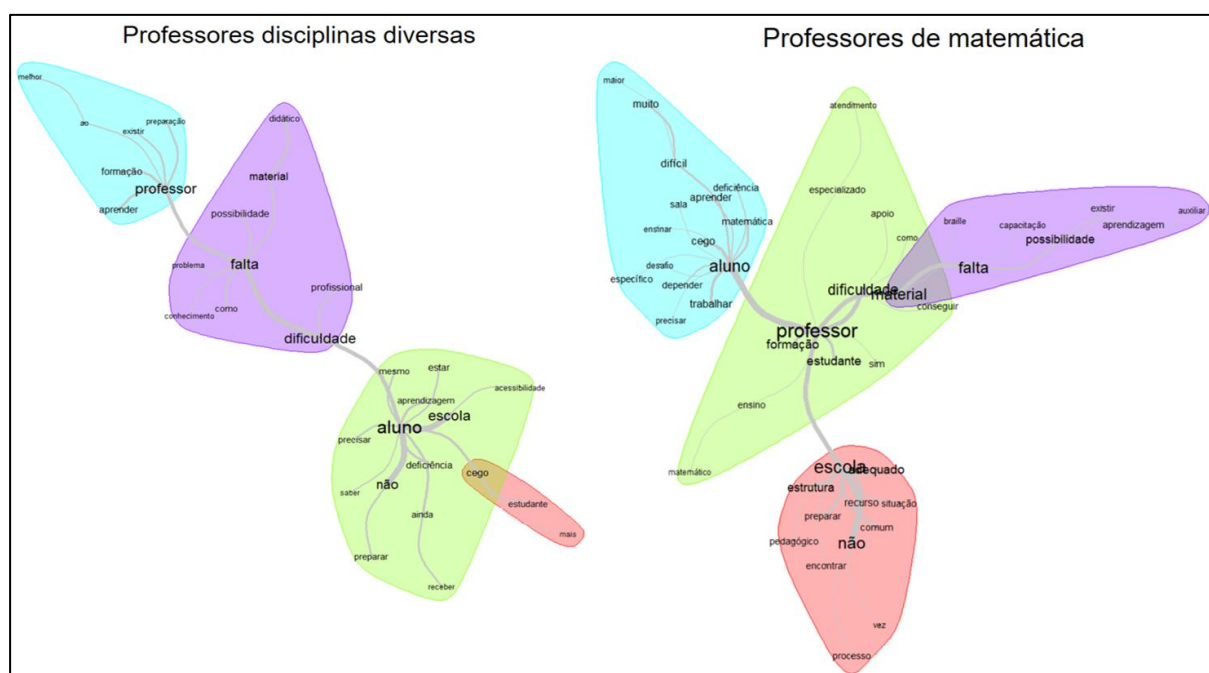 Professores disciplinas diversas
melhor
ao
existir
preparação
formação
professor
aprender
didático
material
possibilidade
problema
falta
conhecimento
como
profissional
dificuldade
mesmo
estar
aprendizagem
acessibilidade
escola
aluno
precisar
deficiência
cego
não
saber
ainda
estudante
mais
preparar
receber
Professores de matemática
maior
muito
difícil
deficiência
aprender
sala
matemática
ensinar
cego
aluno
desafio
específico
depender
trabalhar
precisar
atendimento
especializado
apoio
como
dificuldade
material
conseguir
professor
formação
estudante
sim
ensino
matemático
braille
capacitação
existir
auxiliar
aprendizagem
possibilidade
falta
escola
adequado
estrutura
recurso
situação
preparar
comum
pedagógico
não
encontrar
vez
processo